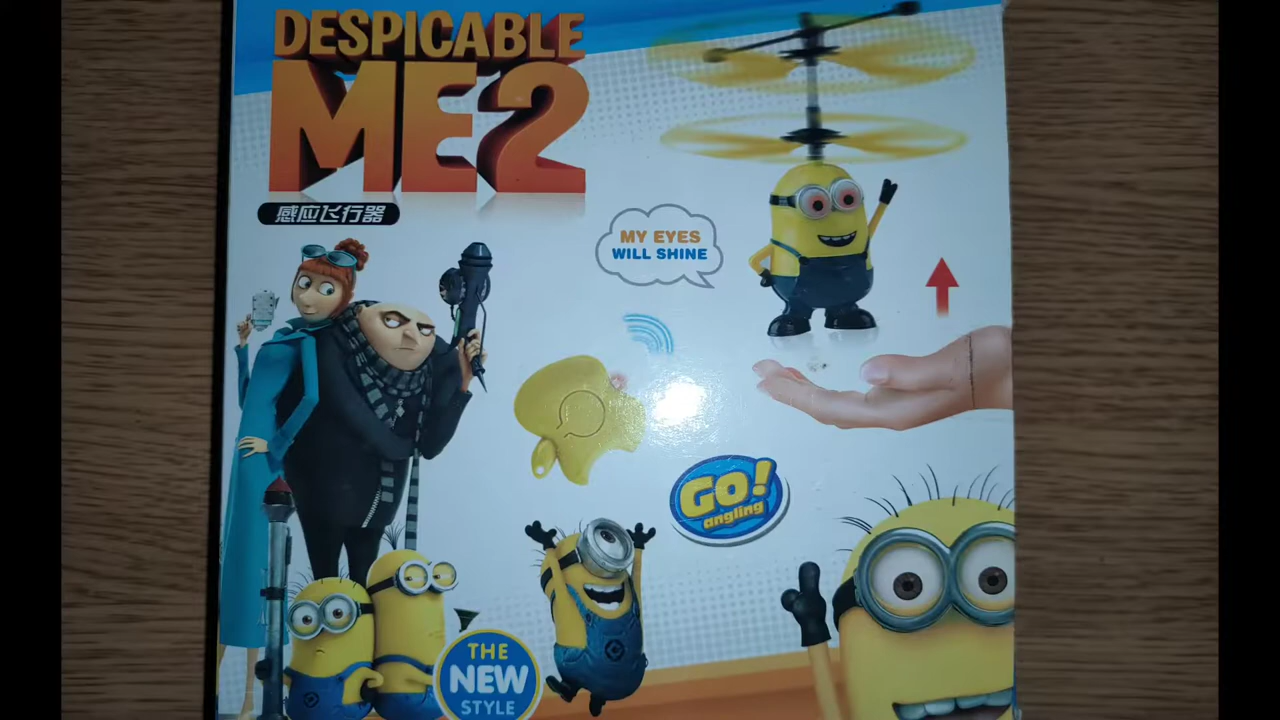 DESPICABLE
ME2
感应飞行器
MY EYES
WILL SHINE
GO!
angling
THE
NEW
STYLE